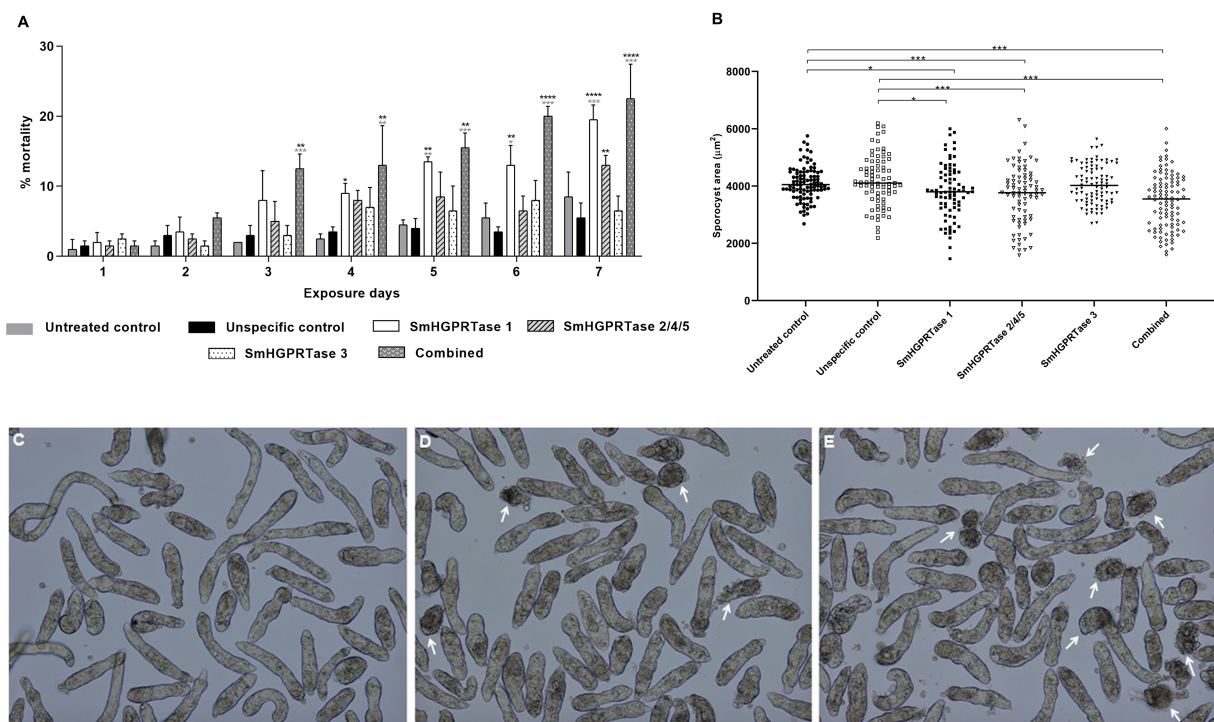 A
30
20
10
0
% mortality
* ** *** ** ** ** ** ** *** ** * **** *** **** *** ** **** ***
1 2 3 4 5 6 7
Exposure days
Untreated control Unspecific control SmHGPRTase 1 SmHGPRTase 2/4/5
SmHGPRTase 3 Combined
B
***
***
*
***
***
*
8000
6000
4000
2000
0
Sporocyst area (μm²)
Untreated control
Unspecific control
SmHGPRTase 1
SmHGPRTase 2/4/5
SmHGPRTase 3
Combined
C D E